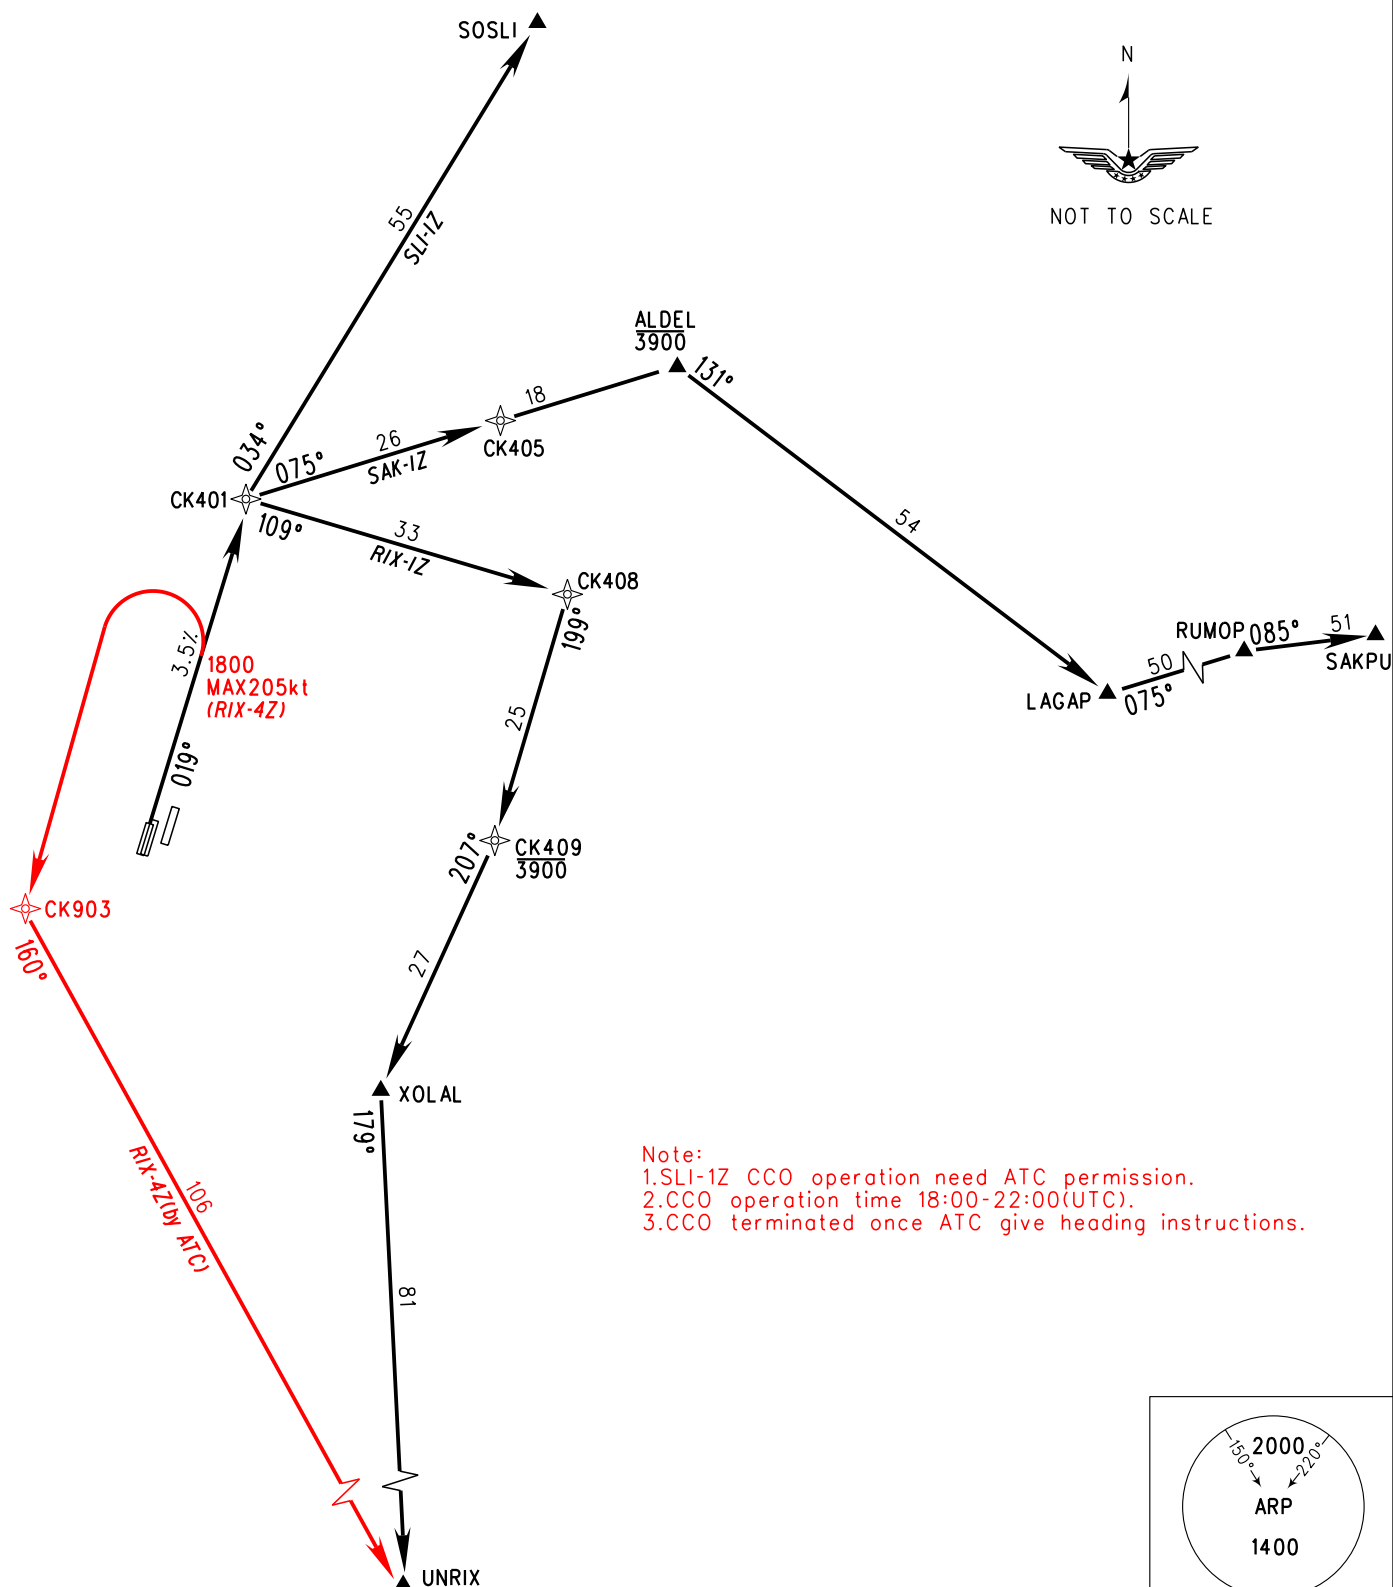 SOSLI
N
NOT TO SCALE
55
SLI-1Z
ALDEL
3900
131°
18
CK405
034°
075°
26
SAK-1Z
CK401
109°
33
RIX-1Z
54
CK408
199°
RUMOP
085°
51
SAKPU
50
LAGAP
075°
3.5%
1800
MAX205kt
(RIX-4Z)
019°
25
207°
CK409
3900
CK903
160°
27
XOLAL
179°
Note:
1.SLI-1Z CCO operation need ATC permission.
2.CCO operation time 18:00-22:00(UTC).
3.CCO terminated once ATC give heading instructions.
106
RIX-4Z(by ATC)
81
2000
150°
220°
ARP
1400
UNRIX